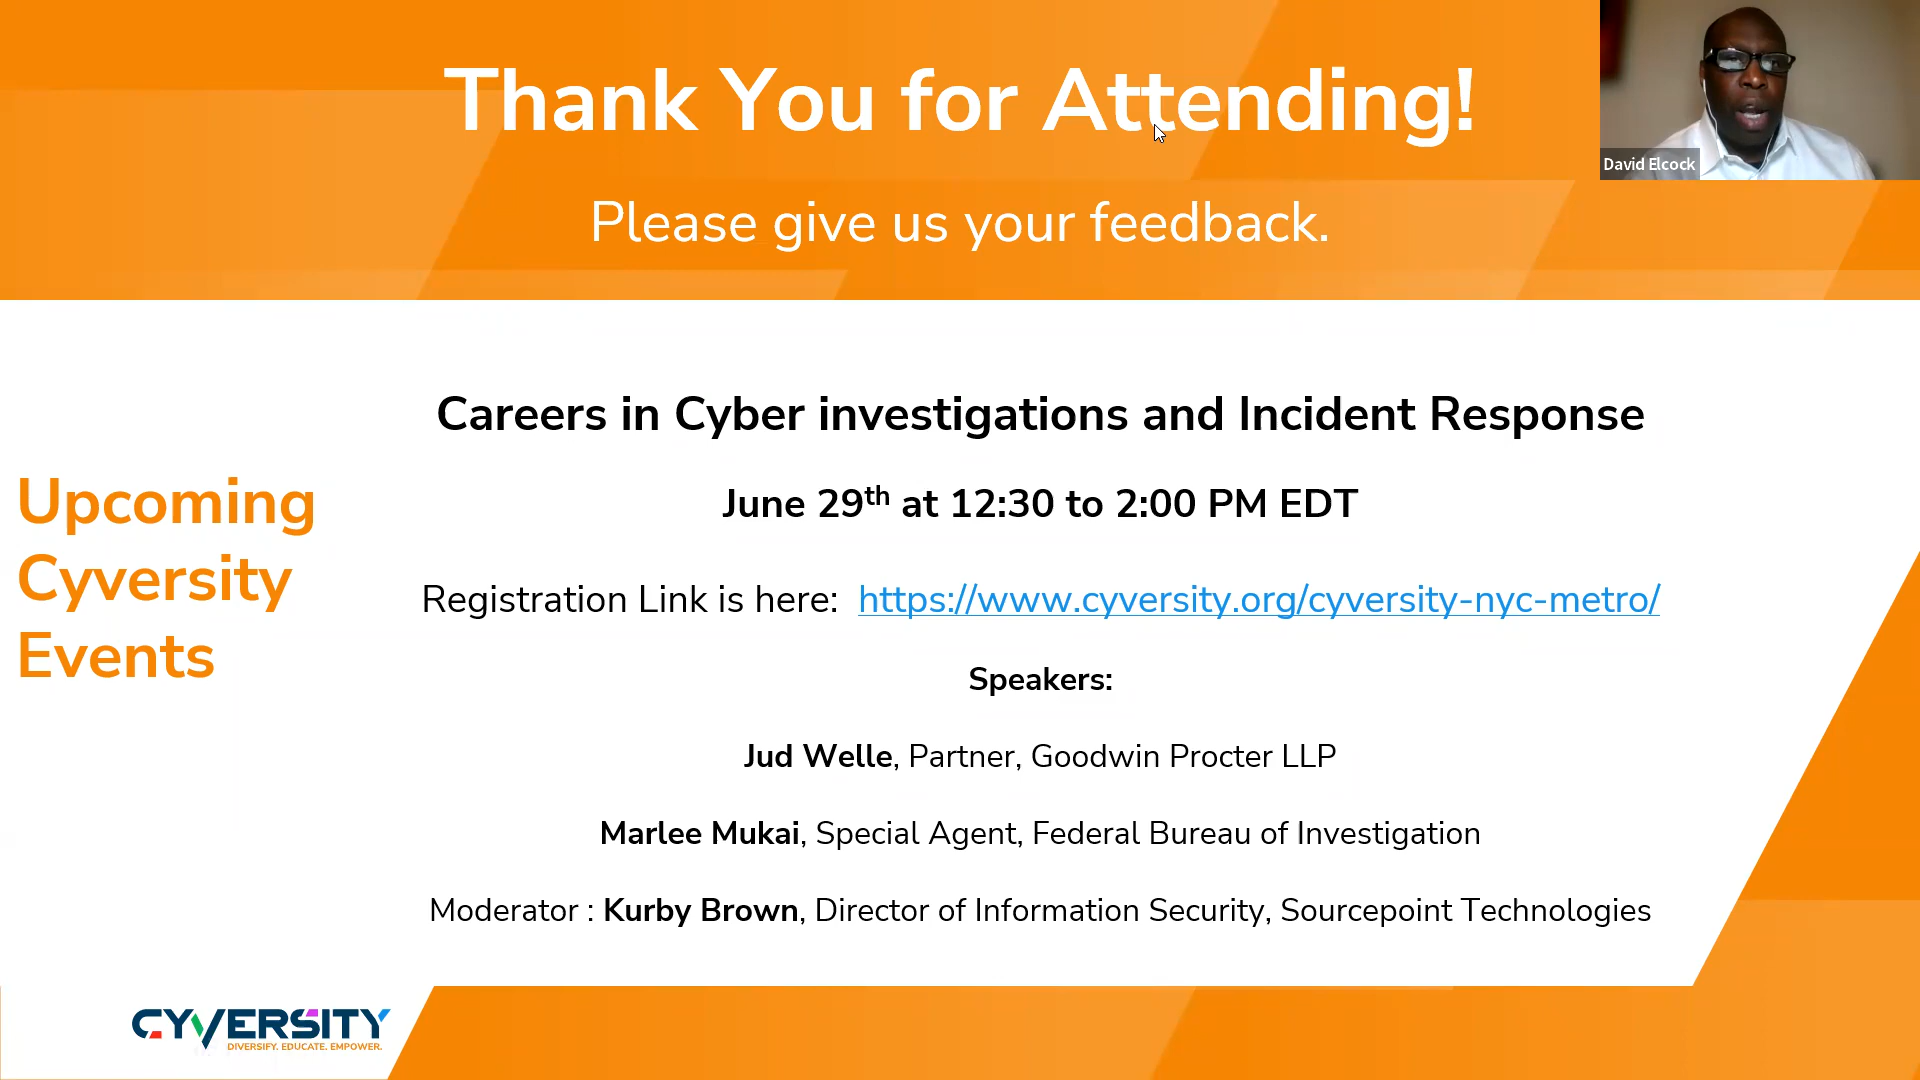 Thank You for Attending!
Please give us your feedback.
David Elcock
Upcoming
Cyversity
Events
Careers in Cyber investigations and Incident Response
June 29th at 12:30 to 2:00 PM EDT
Registration Link is here: https://www.cyversity.org/cyversity-nyc-metro/
Speakers:
Jud Welle, Partner, Goodwin Procter LLP
Marlee Mukai, Special Agent, Federal Bureau of Investigation
Moderator : Kurby Brown, Director of Information Security, Sourcepoint Technologies
CYVERSITY
DIVERSIFY. EDUCATE. EMPOWER.